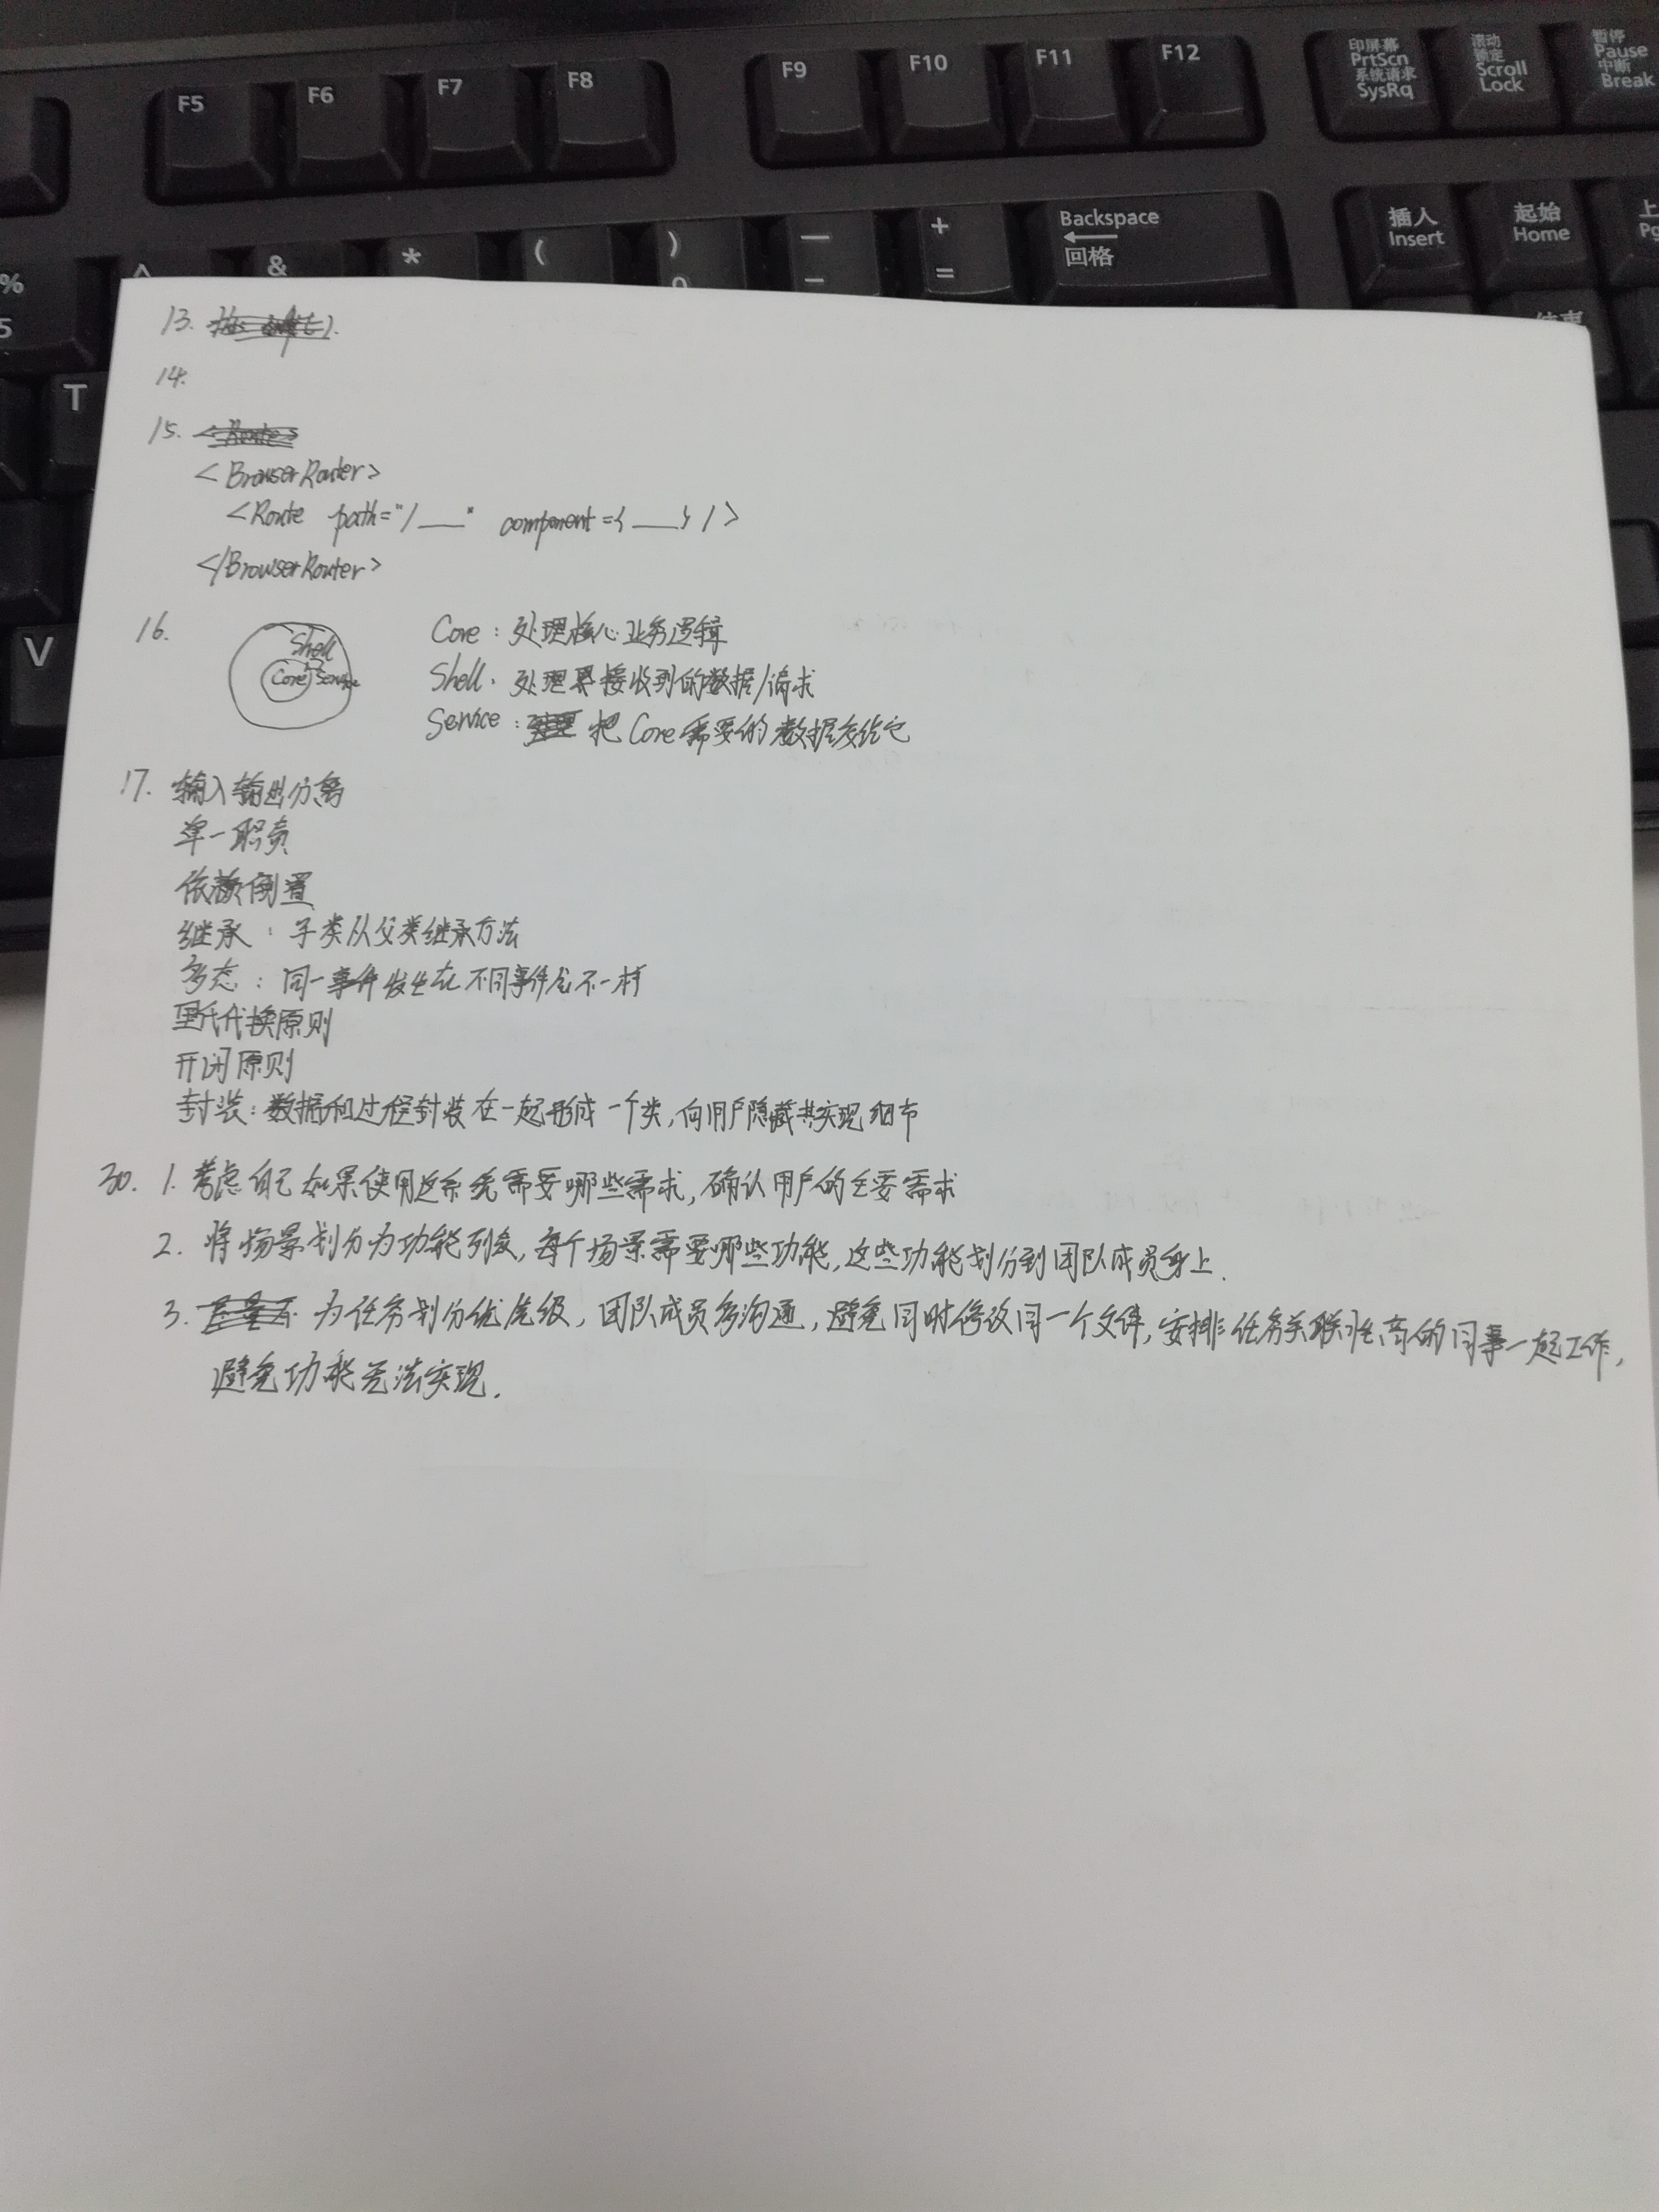 F5 F6 F7 F8 F9 F10 F11 F12 印屏幕 PrtScn 系统请求 SysRq 滚动 锁定 Scroll Lock 暂停 Pause 中断 Break
% 5 ^ & * ( ) — - + = Backspace 回格 插入 Insert 起始 Home 上 Pg
T
V
13.
14.
15.
<BrowserRouter>
<Route path="/___" component={___} />
</BrowserRouter>
16. Shell Core Service
Core：处理核心业务逻辑
Shell：处理界接收到的数据/请求
Service：把Core需要的数据交给它
17. 输入输出分离
单一职责
依赖倒置
继承：子类从父类继承方法
多态：同一事件发生在不同事件会不一样
里氏代换原则
开闭原则
封装：数据和过程封装在一起形成一个类，向用户隐藏其实现细节
30. 1. 考虑自己如果使用这系统需要哪些需求，确认用户的主要需求
2. 将场景划分为功能列表，每个场景需要哪些功能，这些功能划分到团队成员身上.
3. 为任务划分优先级，团队成员多沟通，避免同时修改同一个文件，安排任务关联性高的同事一起工作，
避免功能无法实现.